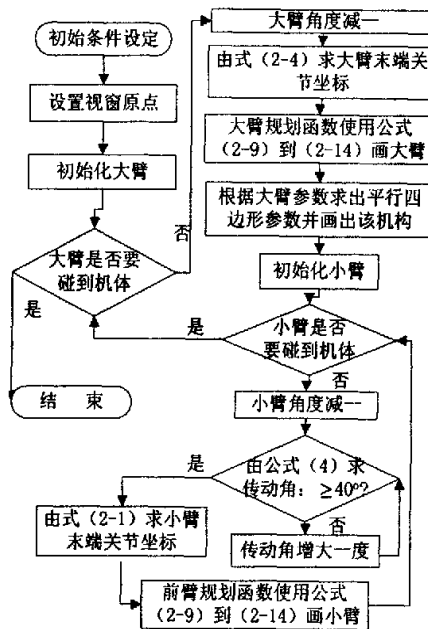 初始条件设定
设置视窗原点
初始化大臂
大臂是否要
碰到机体
是
否
结 束
大臂角度减一
由式（2-4）求大臂末端关
节坐标
大臂规划函数使用公式
（2-9）到（2-14）画大臂
根据大臂参数求出平行四
边形参数并画出该机构
初始化小臂
小臂是否
要碰到机体
是
否
小臂角度减一
由公式（4）求
传动角：≥40°?
是
否
传动角增大一度
由式（2-1）求小臂
末端关节坐标
前臂规划函数使用公式
（2-9）到（2-14）画小臂